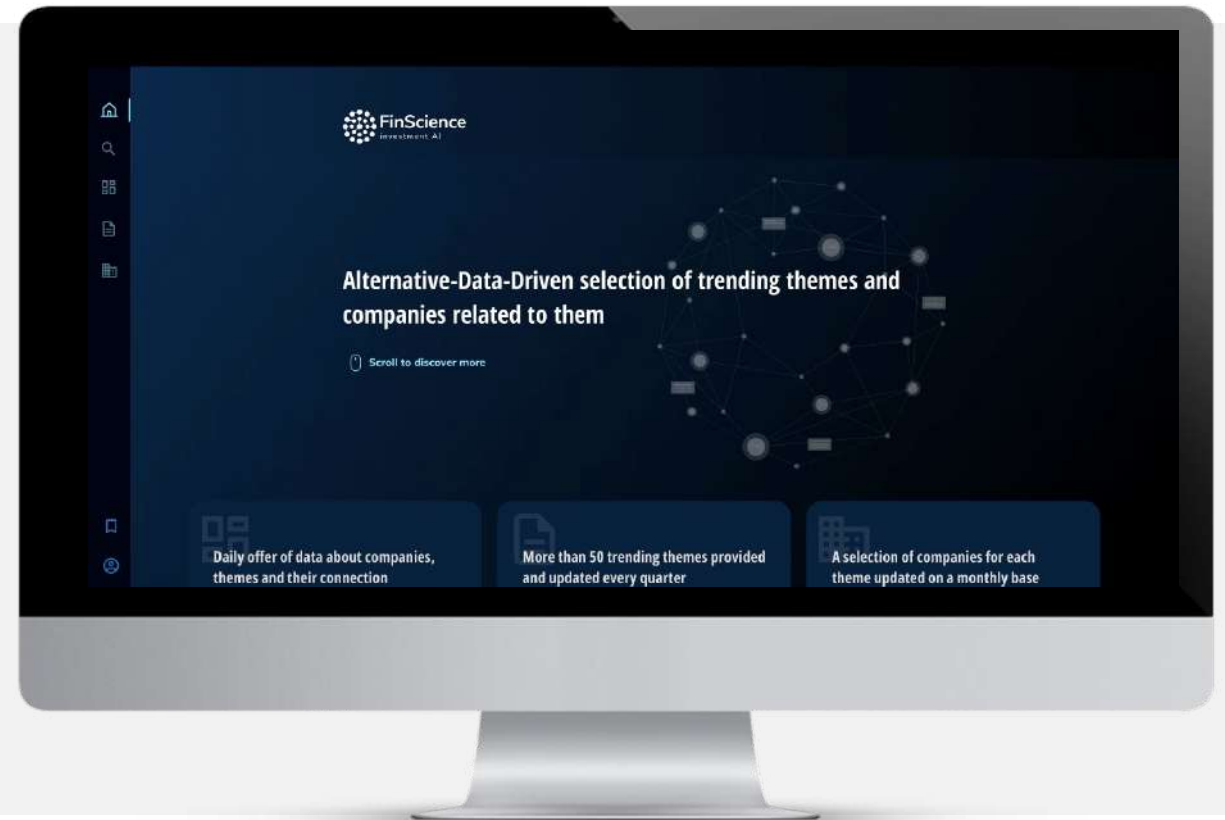 FinScience
investment AI
Alternative-Data-Driven selection of trending themes and
companies related to them
Scroll to discover more
Daily offer of data about companies,
themes and their connection
More than 50 trending themes provided
and updated every quarter
A selection of companies for each
theme updated on a monthly base